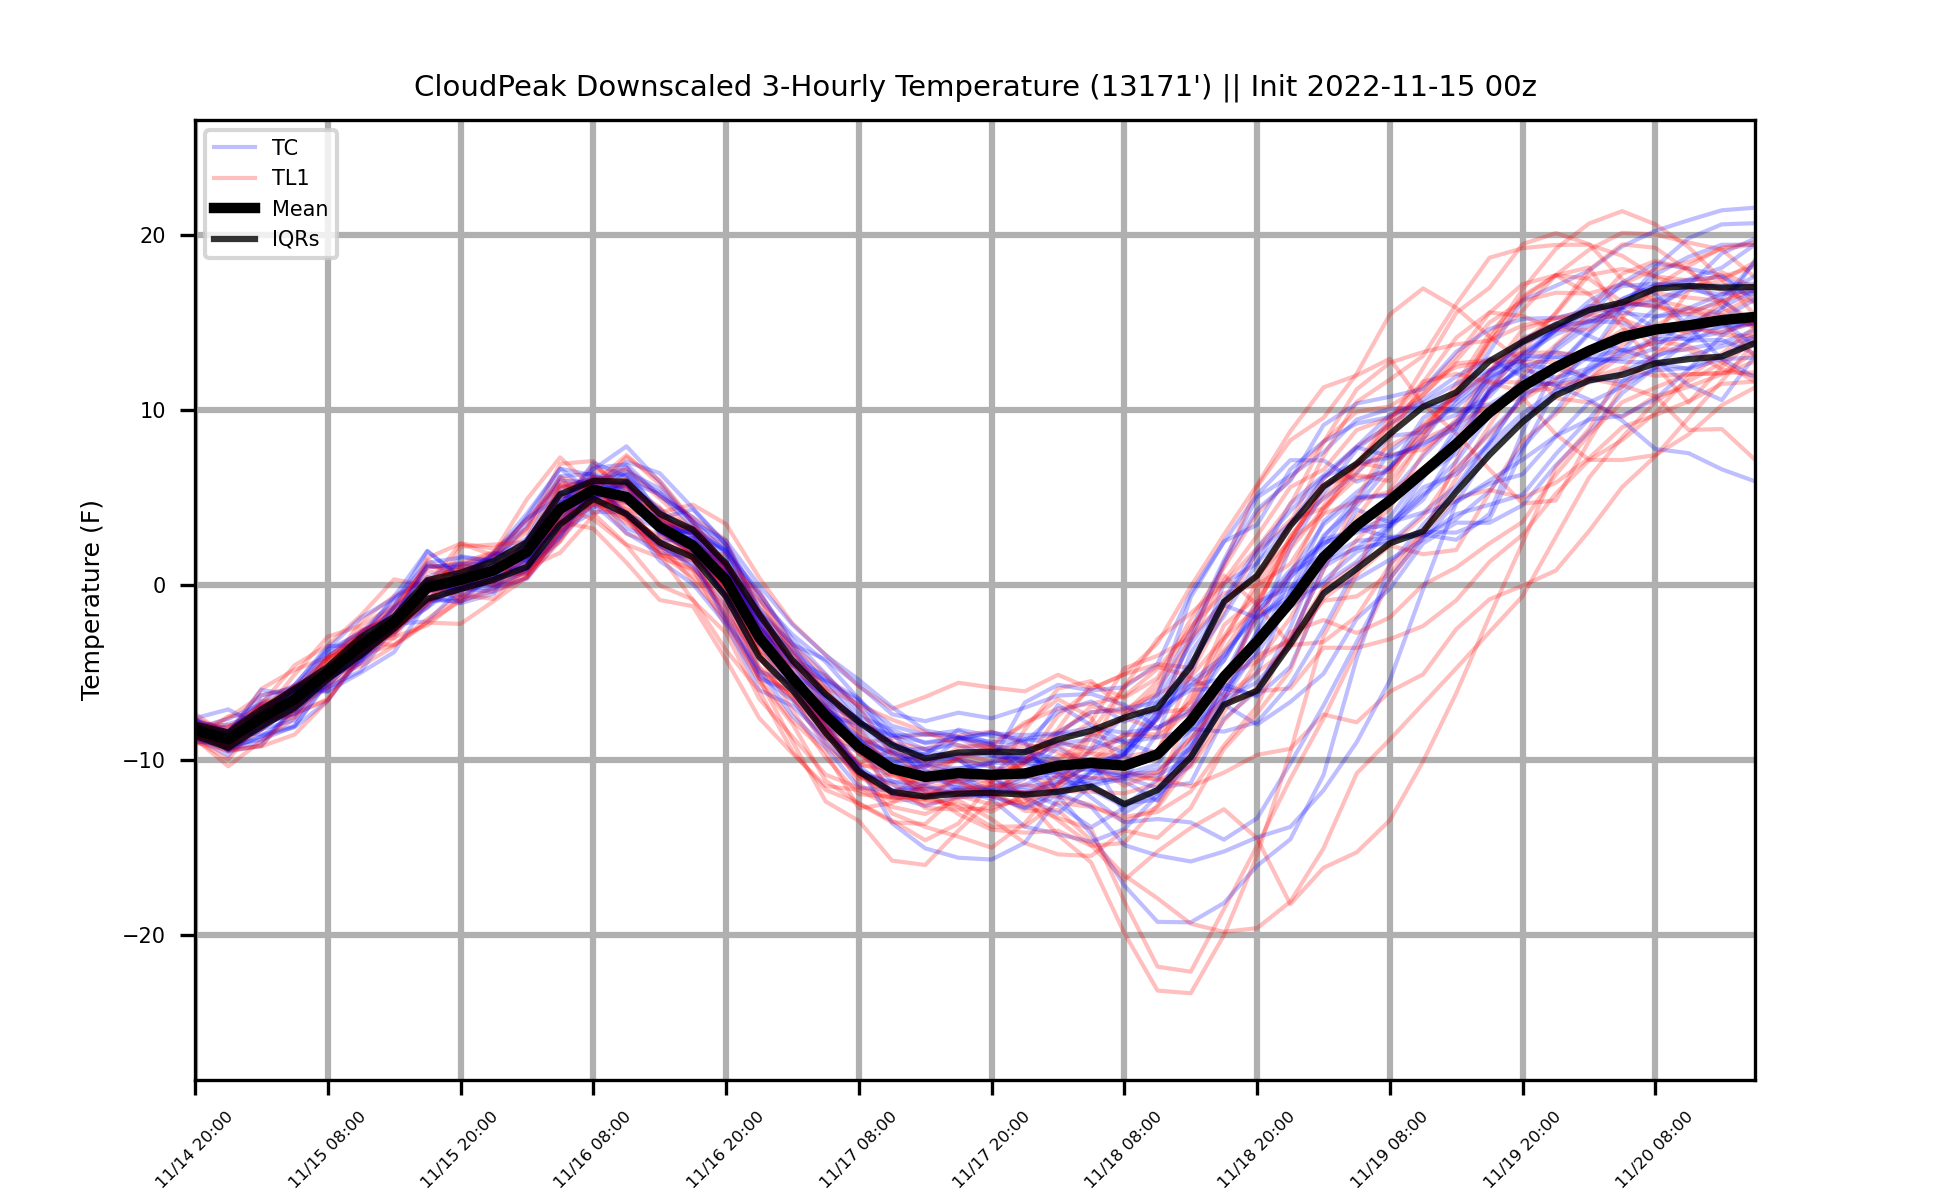 CloudPeak Downscaled 3-Hourly Temperature (13171') || Init 2022-11-15 00z
TC
TL1
Mean
IQRs
Temperature (F)
20
10
0
−10
−20
11/14 20:00
11/15 08:00
11/15 20:00
11/16 08:00
11/16 20:00
11/17 08:00
11/17 20:00
11/18 08:00
11/18 20:00
11/19 08:00
11/19 20:00
11/20 08:00